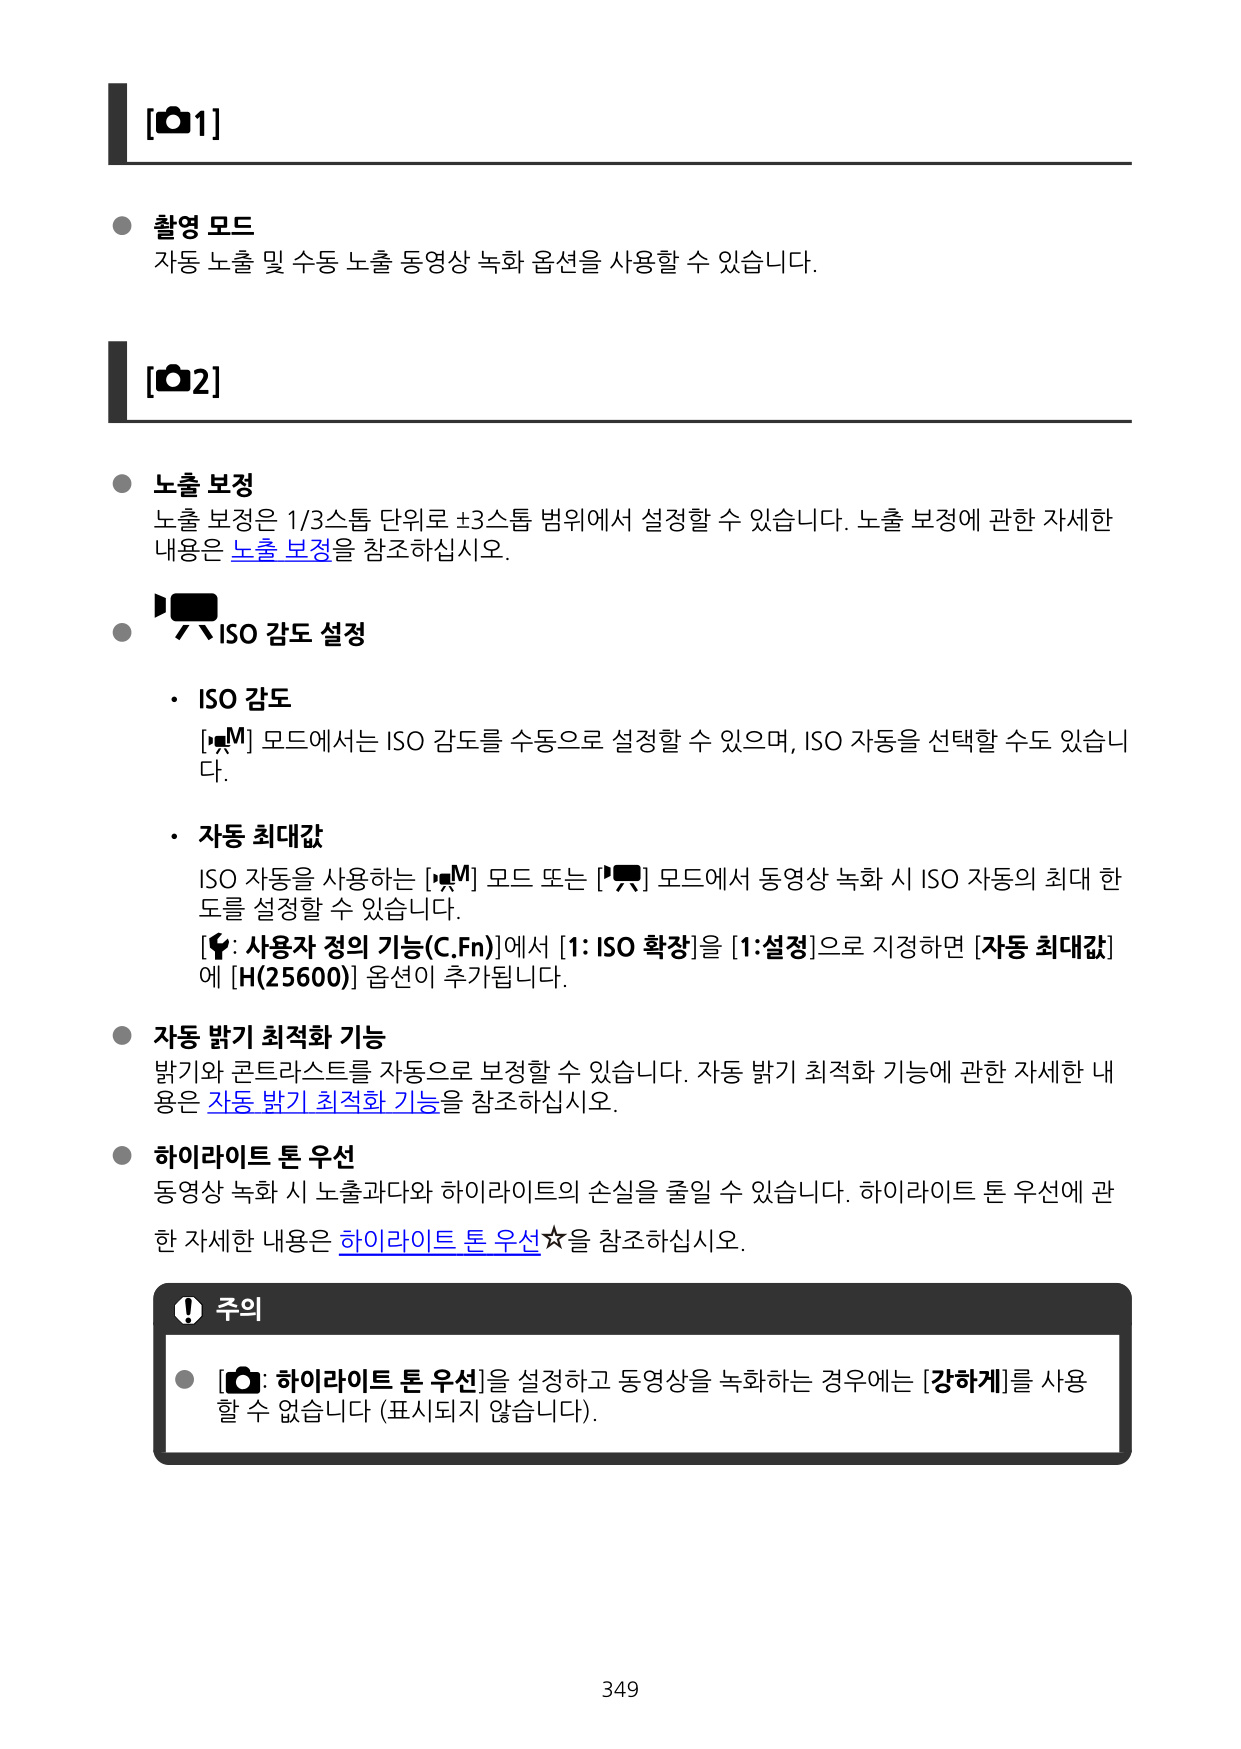 [1]
촬영 모드
자동 노출 및 수동 노출 동영상 녹화 옵션을 사용할 수 있습니다.
[2]
노출 보정
노출 보정은 1/3스톱 단위로 ±3스톱 범위에서 설정할 수 있습니다. 노출 보정에 관한 자세한
내용은 노출 보정을 참조하십시오.
ISO 감도 설정
• ISO 감도
[M] 모드에서는 ISO 감도를 수동으로 설정할 수 있으며, ISO 자동을 선택할 수도 있습니
다.
• 자동 최대값
ISO 자동을 사용하는 [M] 모드 또는 [] 모드에서 동영상 녹화 시 ISO 자동의 최대 한
도를 설정할 수 있습니다.
[: 사용자 정의 기능(C.Fn)]에서 [1: ISO 확장]을 [1:설정]으로 지정하면 [자동 최대값]
에 [H(25600)] 옵션이 추가됩니다.
자동 밝기 최적화 기능
밝기와 콘트라스트를 자동으로 보정할 수 있습니다. 자동 밝기 최적화 기능에 관한 자세한 내
용은 자동 밝기 최적화 기능을 참조하십시오.
하이라이트 톤 우선
동영상 녹화 시 노출과다와 하이라이트의 손실을 줄일 수 있습니다. 하이라이트 톤 우선에 관
한 자세한 내용은 하이라이트 톤 우선☆을 참조하십시오.
주의
[: 하이라이트 톤 우선]을 설정하고 동영상을 녹화하는 경우에는 [강하게]를 사용
할 수 없습니다 (표시되지 않습니다).
349